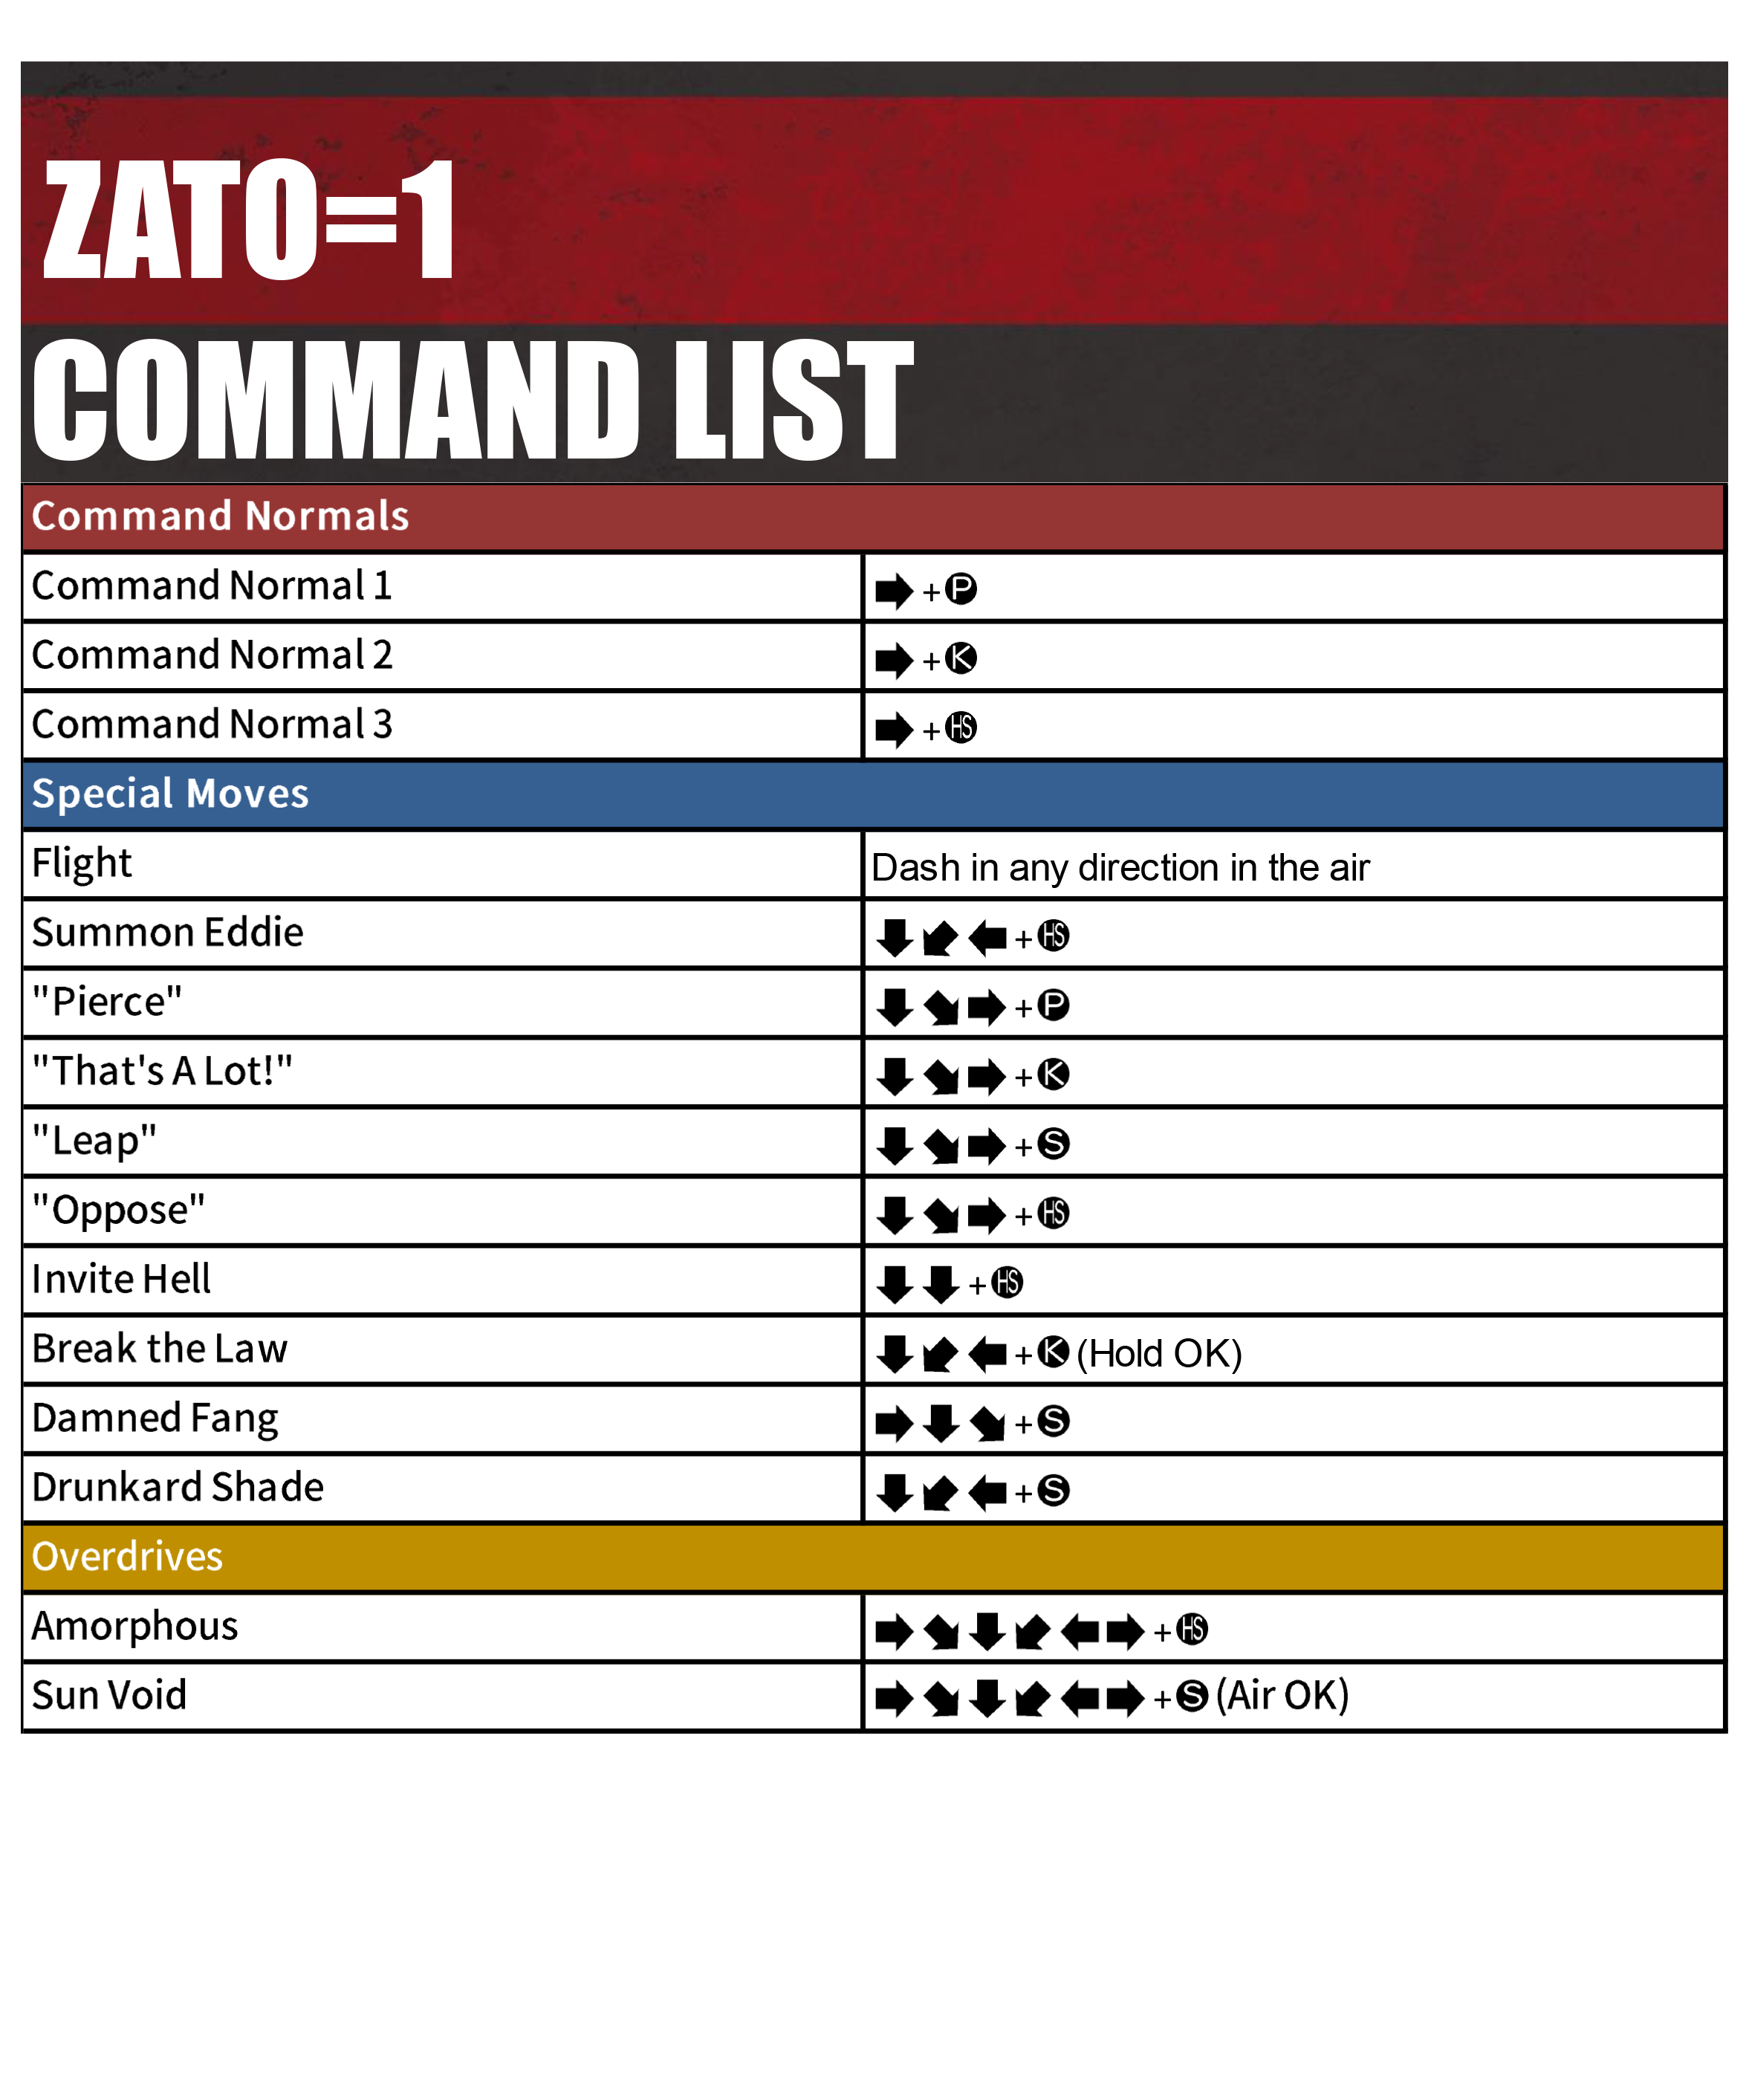 ZATO=1
COMMAND LIST
Command Normals
Command Normal 1 ➡ + P
Command Normal 2 ➡ + K
Command Normal 3 ➡ + HS
Special Moves
Flight Dash in any direction in the air
Summon Eddie ⬇ ↙ ⬅ + HS
"Pierce" ⬇ ↘ ➡ + P
"That's A Lot!" ⬇ ↘ ➡ + K
"Leap" ⬇ ↘ ➡ + S
"Oppose" ⬇ ↘ ➡ + HS
Invite Hell ⬇ ⬇ + HS
Break the Law ⬇ ↙ ⬅ + K (Hold OK)
Damned Fang ➡ ⬇ ↘ + S
Drunkard Shade ⬇ ↙ ⬅ + S
Overdrives
Amorphous ➡ ↘ ⬇ ↙ ⬅ ➡ + HS
Sun Void ➡ ↘ ⬇ ↙ ⬅ ➡ + S (Air OK)